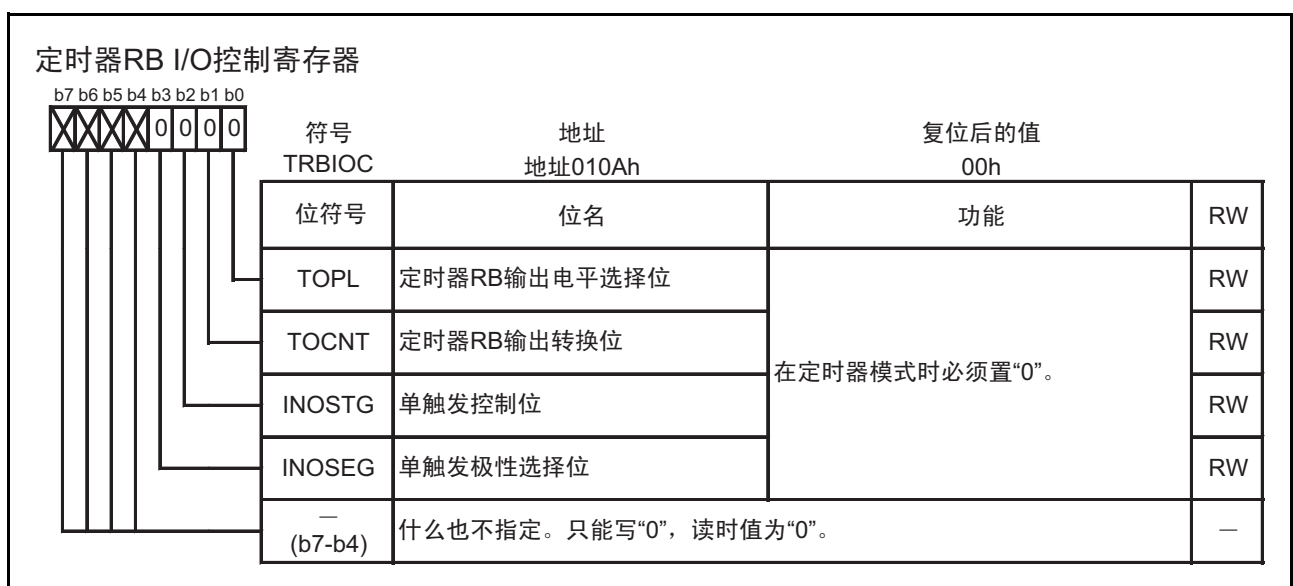 定时器RB I/O控制寄存器
b7 b6 b5 b4 b3 b2 b1 b0
0 0 0 0
符号 地址 复位后的值
TRBIOC 地址010Ah 00h
位符号 位名 功能 RW
TOPL 定时器RB输出电平选择位 RW
TOCNT 定时器RB输出转换位 RW
在定时器模式时必须置“0”。
INOSTG 单触发控制位 RW
INOSEG 单触发极性选择位 RW
—
(b7-b4) 什么也不指定。只能写“0”，读时值为“0”。 —